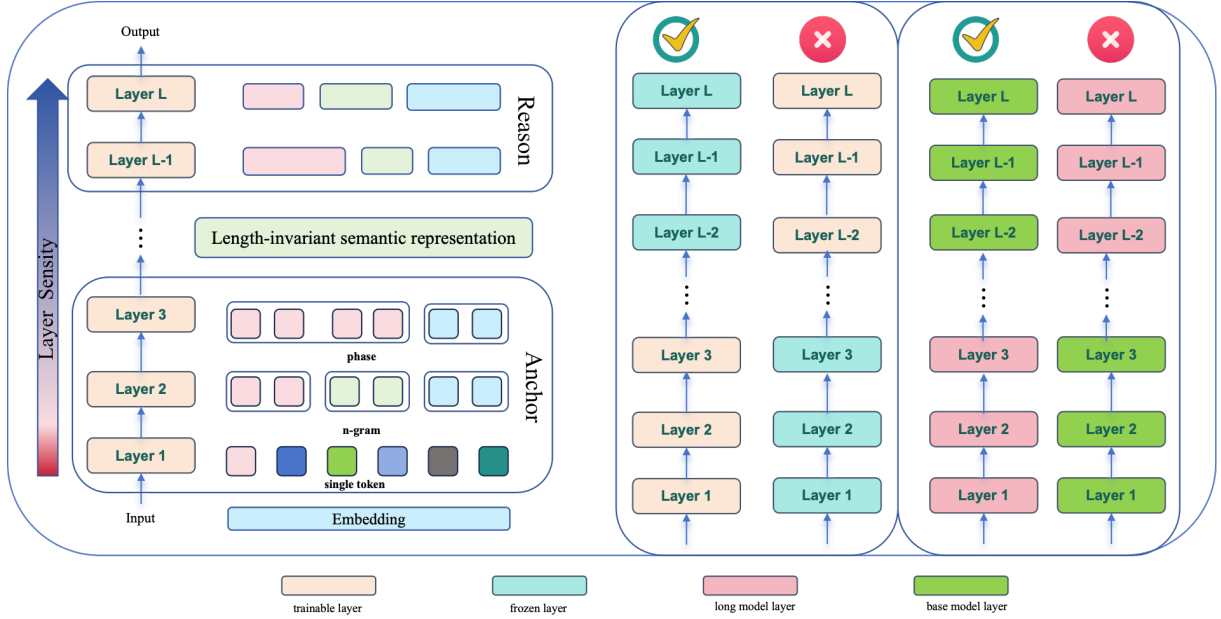 Output
Layer L
Layer L-1
Reason
Length-invariant semantic representation
Layer Sensity
Layer 3
phase
Layer 2
n-gram
Layer 1
single token
Anchor
Input
Embedding
Layer L
Layer L-1
Layer L-2
Layer 3
Layer 2
Layer 1
Layer L
Layer L-1
Layer L-2
Layer 3
Layer 2
Layer 1
Layer L
Layer L-1
Layer L-2
Layer 3
Layer 2
Layer 1
Layer L
Layer L-1
Layer L-2
Layer 3
Layer 2
Layer 1
trainable layer
frozen layer
long model layer
base model layer